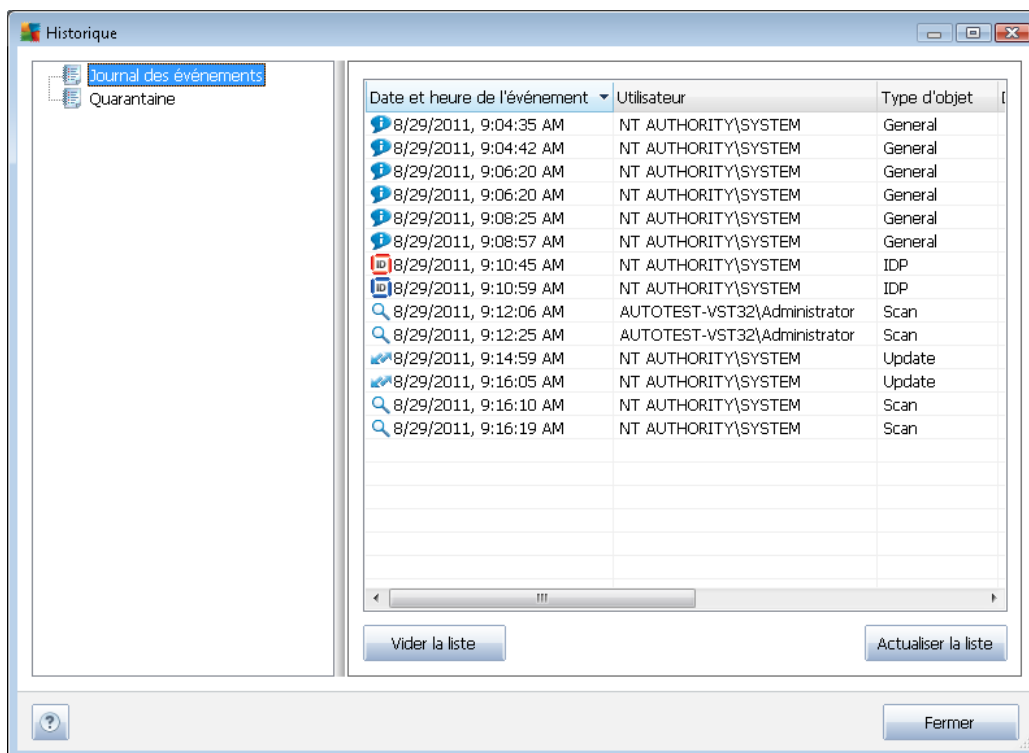 Historique
Journal des événements
Quarantaine
Date et heure de l'événement Utilisateur Type d'objet
8/29/2011, 9:04:35 AM NT AUTHORITY\SYSTEM General
8/29/2011, 9:04:42 AM NT AUTHORITY\SYSTEM General
8/29/2011, 9:06:20 AM NT AUTHORITY\SYSTEM General
8/29/2011, 9:06:20 AM NT AUTHORITY\SYSTEM General
8/29/2011, 9:08:25 AM NT AUTHORITY\SYSTEM General
8/29/2011, 9:08:57 AM NT AUTHORITY\SYSTEM General
ID 8/29/2011, 9:10:45 AM NT AUTHORITY\SYSTEM IDP
ID 8/29/2011, 9:10:59 AM NT AUTHORITY\SYSTEM IDP
8/29/2011, 9:12:06 AM AUTOTEST-VST32\Administrator Scan
8/29/2011, 9:12:25 AM AUTOTEST-VST32\Administrator Scan
8/29/2011, 9:14:59 AM NT AUTHORITY\SYSTEM Update
8/29/2011, 9:16:05 AM NT AUTHORITY\SYSTEM Update
8/29/2011, 9:16:10 AM NT AUTHORITY\SYSTEM Scan
8/29/2011, 9:16:19 AM NT AUTHORITY\SYSTEM Scan
Vider la liste Actualiser la liste
? Fermer